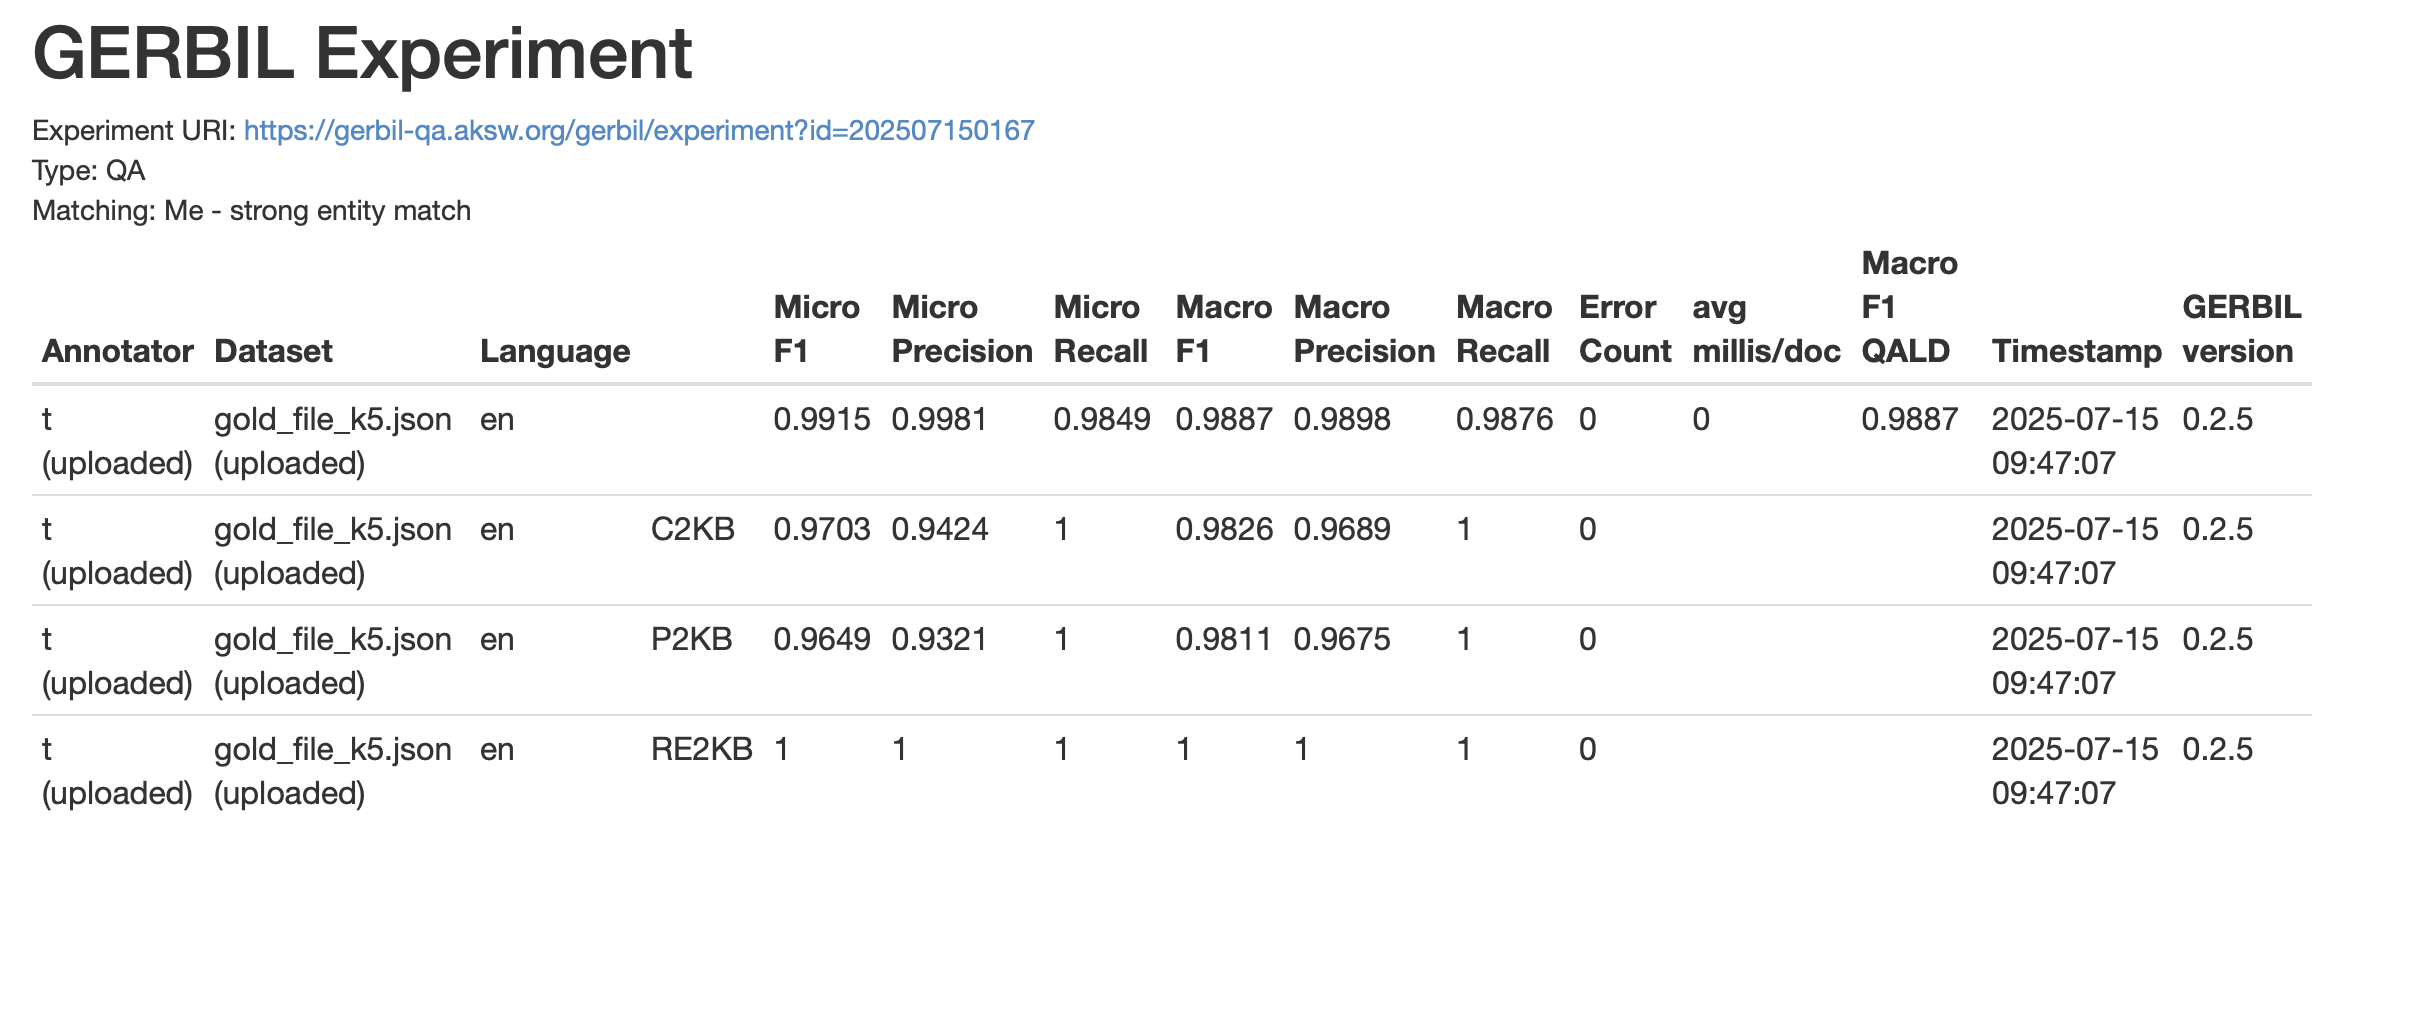 GERBIL Experiment
Experiment URI: https://gerbil-qa.aksw.org/gerbil/experiment?id=202507150167
Type: QA
Matching: Me - strong entity match
Annotator Dataset Language Micro F1 Micro Precision Micro Recall Macro F1 Macro Precision Macro Recall Error Count avg millis/doc Macro F1 QALD Timestamp GERBIL version
t (uploaded) gold_file_k5.json (uploaded) en 0.9915 0.9981 0.9849 0.9887 0.9898 0.9876 0 0 0.9887 2025-07-15 09:47:07 0.2.5
t (uploaded) gold_file_k5.json (uploaded) en C2KB 0.9703 0.9424 1 0.9826 0.9689 1 0 2025-07-15 09:47:07 0.2.5
t (uploaded) gold_file_k5.json (uploaded) en P2KB 0.9649 0.9321 1 0.9811 0.9675 1 0 2025-07-15 09:47:07 0.2.5
t (uploaded) gold_file_k5.json (uploaded) en RE2KB 1 1 1 1 1 1 0 2025-07-15 09:47:07 0.2.5